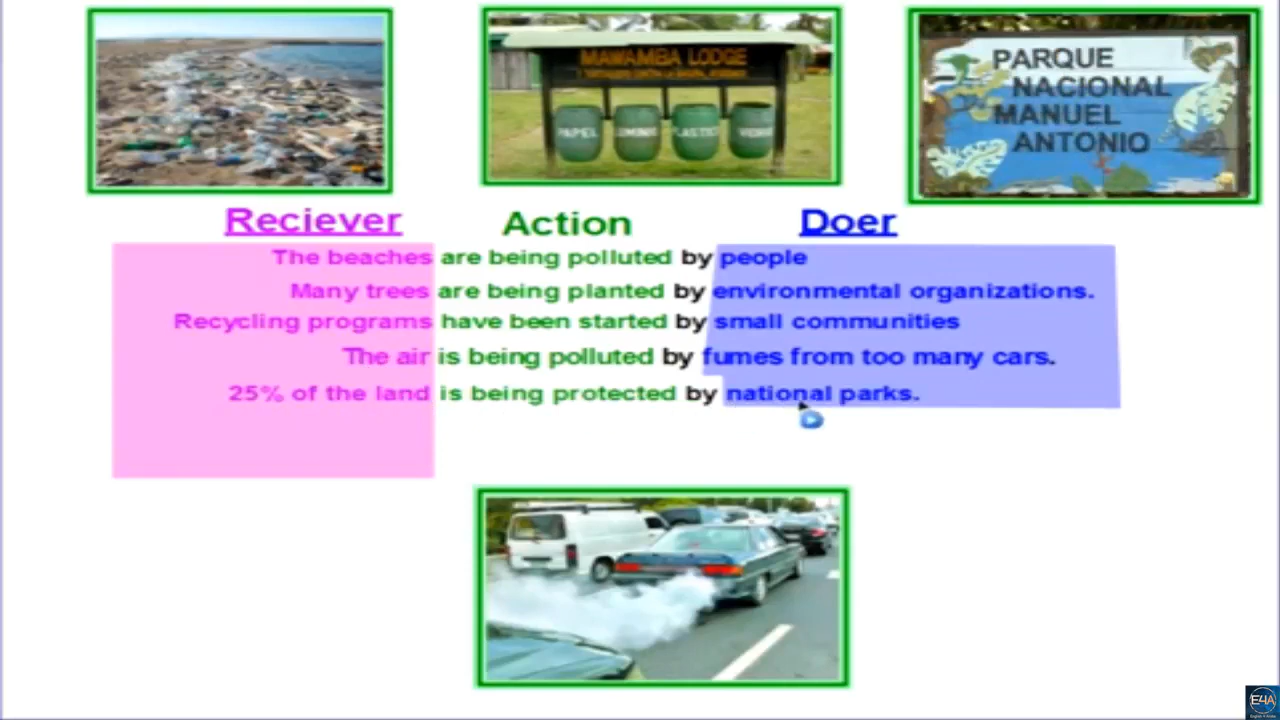 MAWAMBA LODGE
PAPEL
PLASTICO
VIDRIO
PARQUE
NACIONAL
MANUEL
ANTONIO
Reciever Action Doer
The beaches are being polluted by people
Many trees are being planted by environmental organizations.
Recycling programs have been started by small communities
The air is being polluted by fumes from too many cars.
25% of the land is being protected by national parks.
E4A